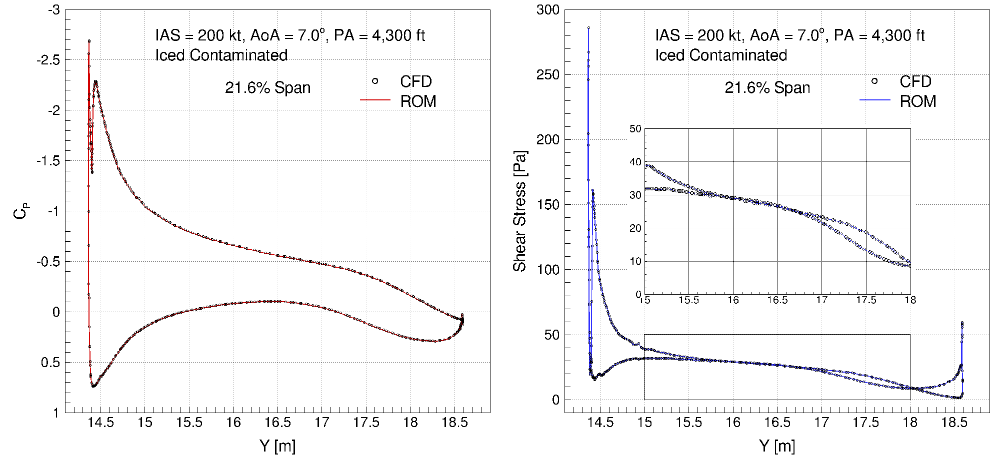 -3
-2.5
-2
-1.5
-1
-0.5
0
0.5
1
C_P
IAS = 200 kt, AoA = 7.0°, PA = 4,300 ft
Iced Contaminated
21.6% Span
CFD
ROM
14.5 15 15.5 16 16.5 17 17.5 18 18.5
Y [m]
300
250
200
150
100
50
0
Shear Stress [Pa]
IAS = 200 kt, AoA = 7.0°, PA = 4,300 ft
Iced Contaminated
21.6% Span
CFD
ROM
50
40
30
20
10
0
15 15.5 16 16.5 17 17.5 18
14.5 15 15.5 16 16.5 17 17.5 18 18.5
Y [m]